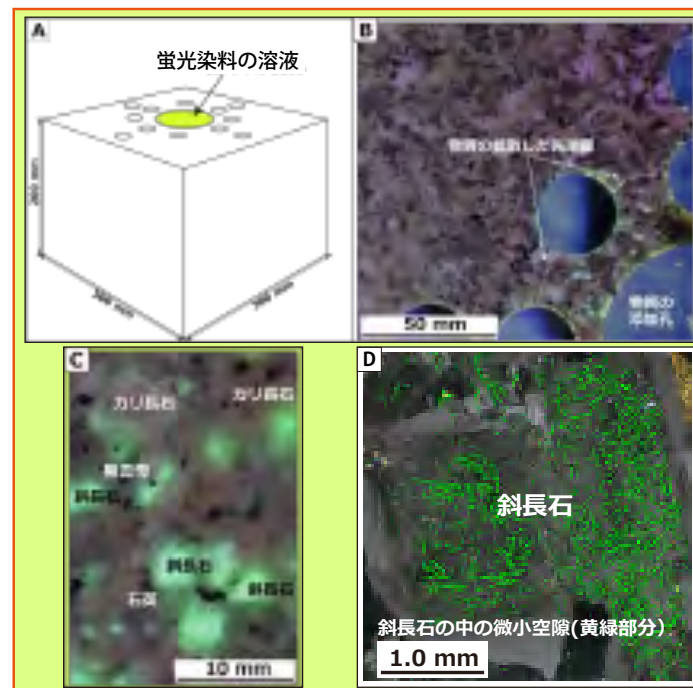 A
蛍光染料の溶液
300 mm
300 mm
B
50 mm
C
カリ長石
カリ長石
斜長石
斜長石
斜長石
石英
10 mm
D
斜長石
斜長石の中の微小空隙(黄緑部分)
1.0 mm